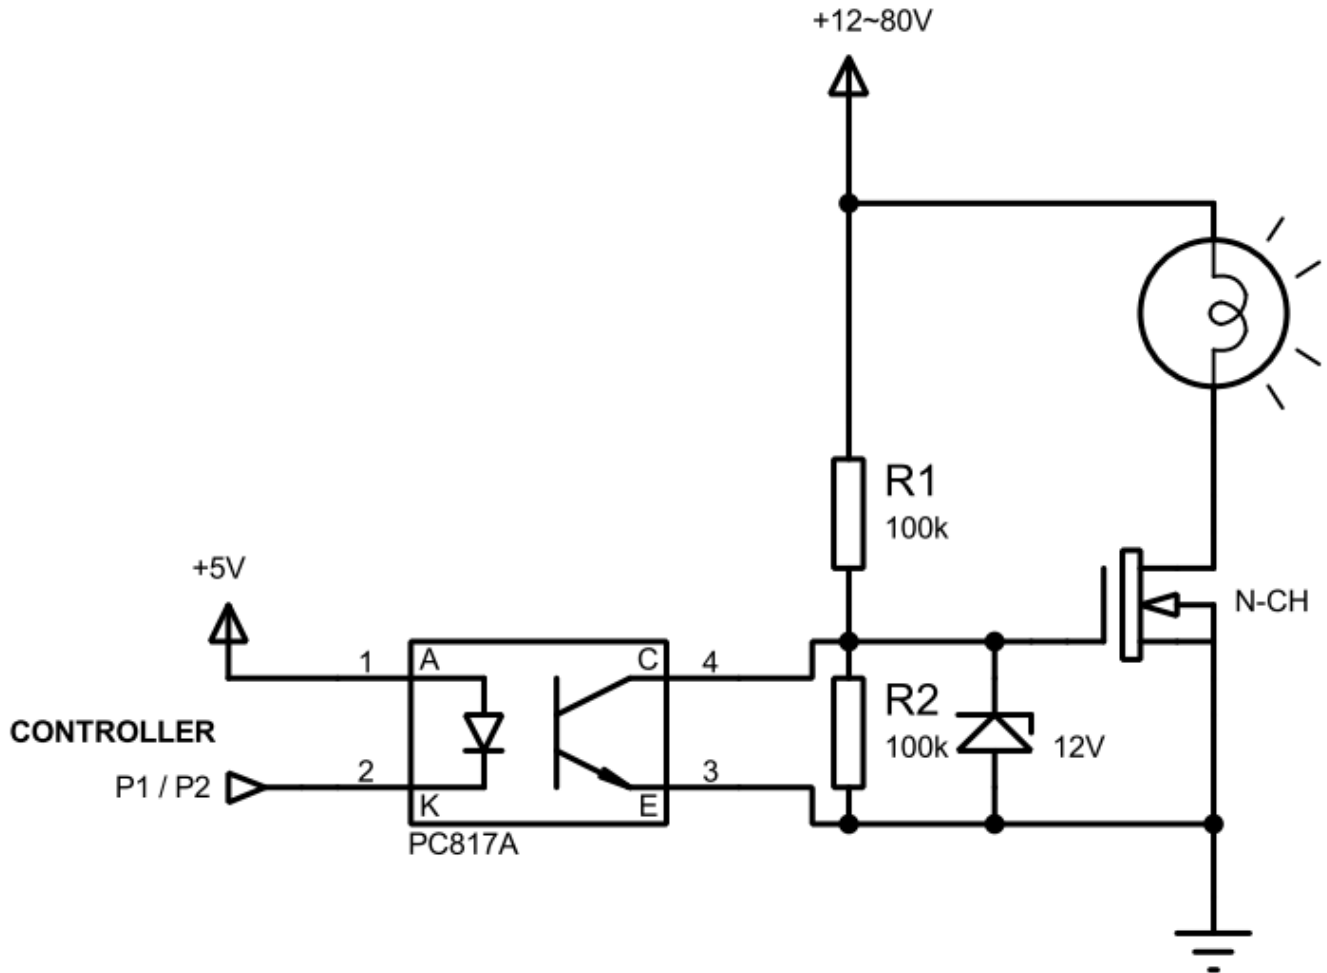 +12~80V
R1
100k
+5V
N-CH
1
A
C
4
R2
100k
12V
CONTROLLER
P1 / P2
2
K
E
3
PC817A